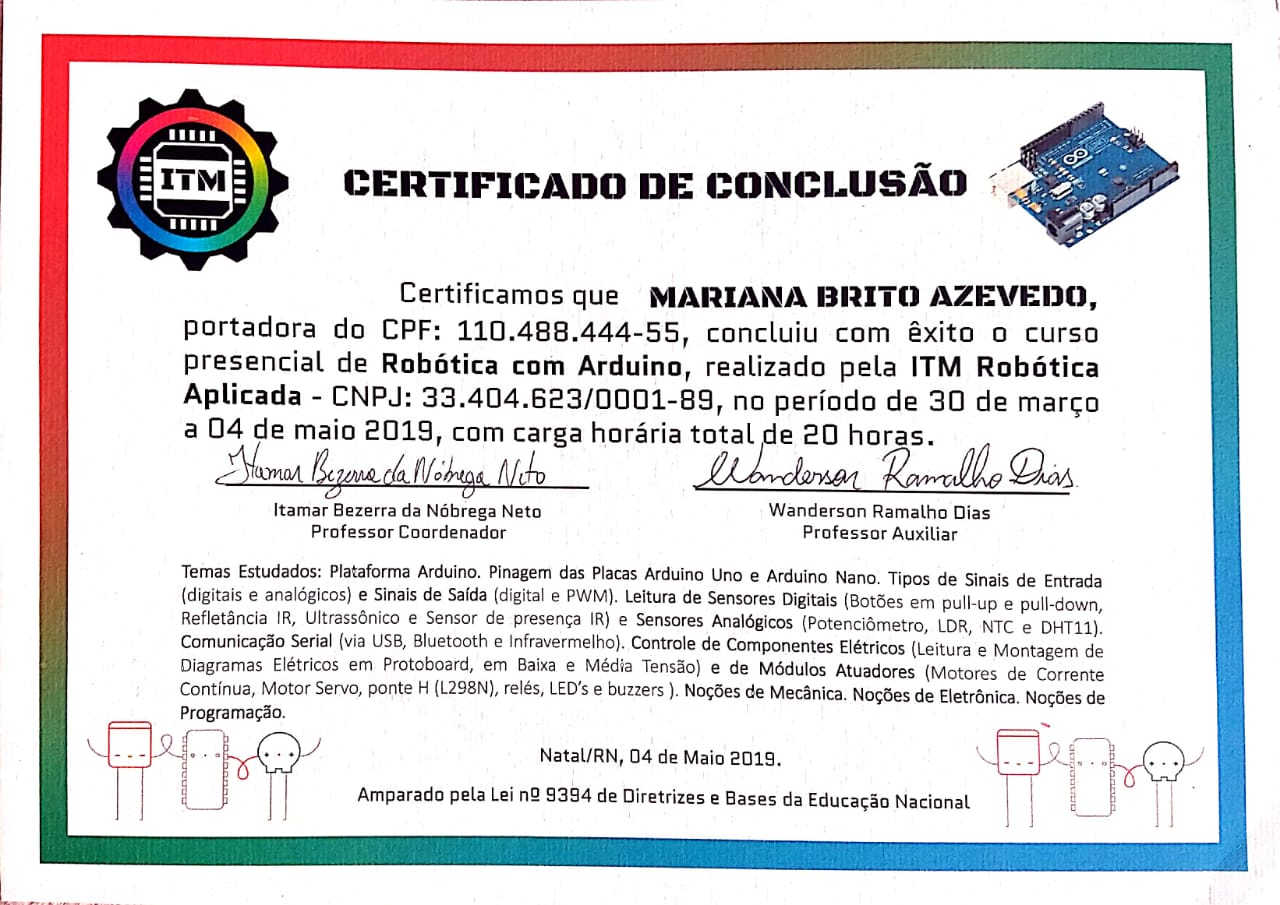 ITM
CERTIFICADO DE CONCLUSÃO
Certificamos que MARIANA BRITO AZEVEDO,
portadora do CPF: 110.488.444-55, concluiu com êxito o curso
presencial de Robótica com Arduino, realizado pela ITM Robótica
Aplicada - CNPJ: 33.404.623/0001-89, no período de 30 de março
a 04 de maio 2019, com carga horária total de 20 horas.
Itamar Bezerra da Nóbrega Neto
Wanderson Ramalho Dias
Itamar Bezerra da Nóbrega Neto
Professor Coordenador
Wanderson Ramalho Dias
Professor Auxiliar
Temas Estudados: Plataforma Arduino. Pinagem das Placas Arduino Uno e Arduino Nano. Tipos de Sinais de Entrada
(digitais e analógicos) e Sinais de Saída (digital e PWM). Leitura de Sensores Digitais (Botões em pull-up e pull-down,
Refletância IR, Ultrassônico e Sensor de presença IR) e Sensores Analógicos (Potenciômetro, LDR, NTC e DHT11).
Comunicação Serial (via USB, Bluetooth e Infravermelho). Controle de Componentes Elétricos (Leitura e Montagem de
Diagramas Elétricos em Protoboard, em Baixa e Média Tensão) e de Módulos Atuadores (Motores de Corrente
Contínua, Motor Servo, ponte H (L298N), relés, LED's e buzzers ). Noções de Mecânica. Noções de Eletrônica. Noções de
Programação.
Natal/RN, 04 de Maio 2019.
Amparado pela Lei nº 9394 de Diretrizes e Bases da Educação Nacional